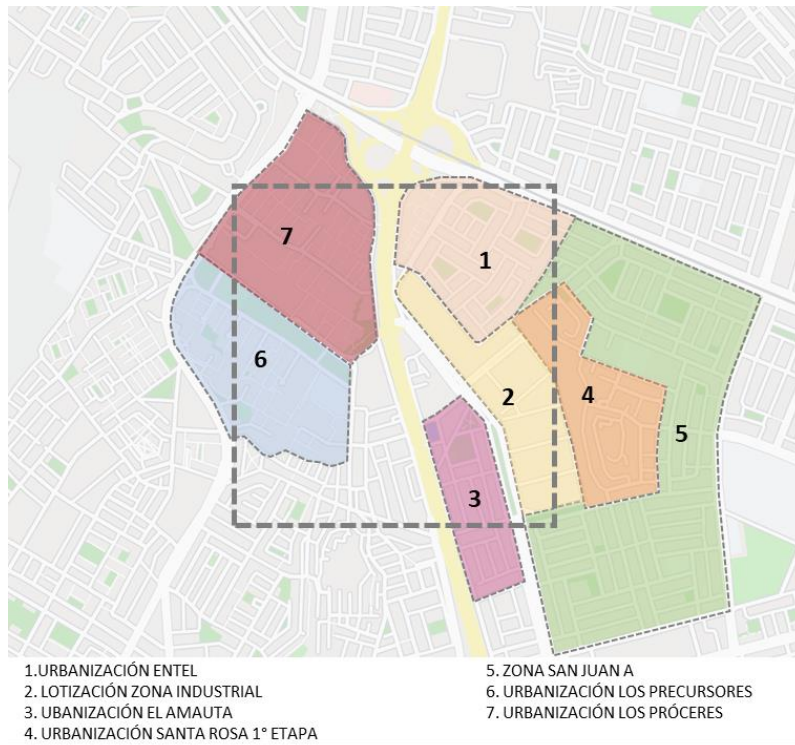 7
1
6
2
4
5
3
1.URBANIZACIÓN ENTEL
2. LOTIZACIÓN ZONA INDUSTRIAL
3. UBANIZACIÓN EL AMAUTA
4. URBANIZACIÓN SANTA ROSA 1° ETAPA
5. ZONA SAN JUAN A
6. URBANIZACIÓN LOS PRECURSORES
7. URBANIZACIÓN LOS PRÓCERES